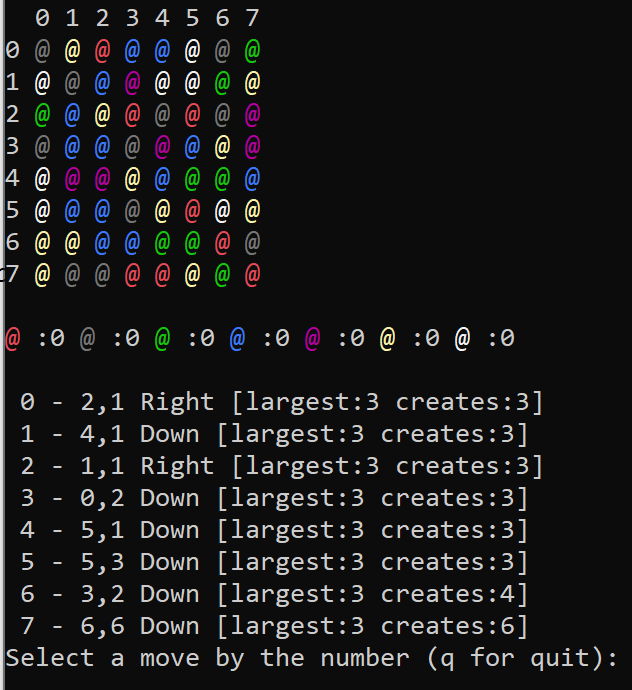 0 1 2 3 4 5 6 7
0 @ @ @ @ @ @ @ @
1 @ @ @ @ @ @ @ @
2 @ @ @ @ @ @ @ @
3 @ @ @ @ @ @ @ @
4 @ @ @ @ @ @ @ @
5 @ @ @ @ @ @ @ @
6 @ @ @ @ @ @ @ @
7 @ @ @ @ @ @ @ @
@ :0 @ :0 @ :0 @ :0 @ :0 @ :0 @ :0
0 - 2,1 Right [largest:3 creates:3]
1 - 4,1 Down [largest:3 creates:3]
2 - 1,1 Right [largest:3 creates:3]
3 - 0,2 Down [largest:3 creates:3]
4 - 5,1 Down [largest:3 creates:3]
5 - 5,3 Down [largest:3 creates:3]
6 - 3,2 Down [largest:3 creates:4]
7 - 6,6 Down [largest:3 creates:6]
Select a move by the number (q for quit):